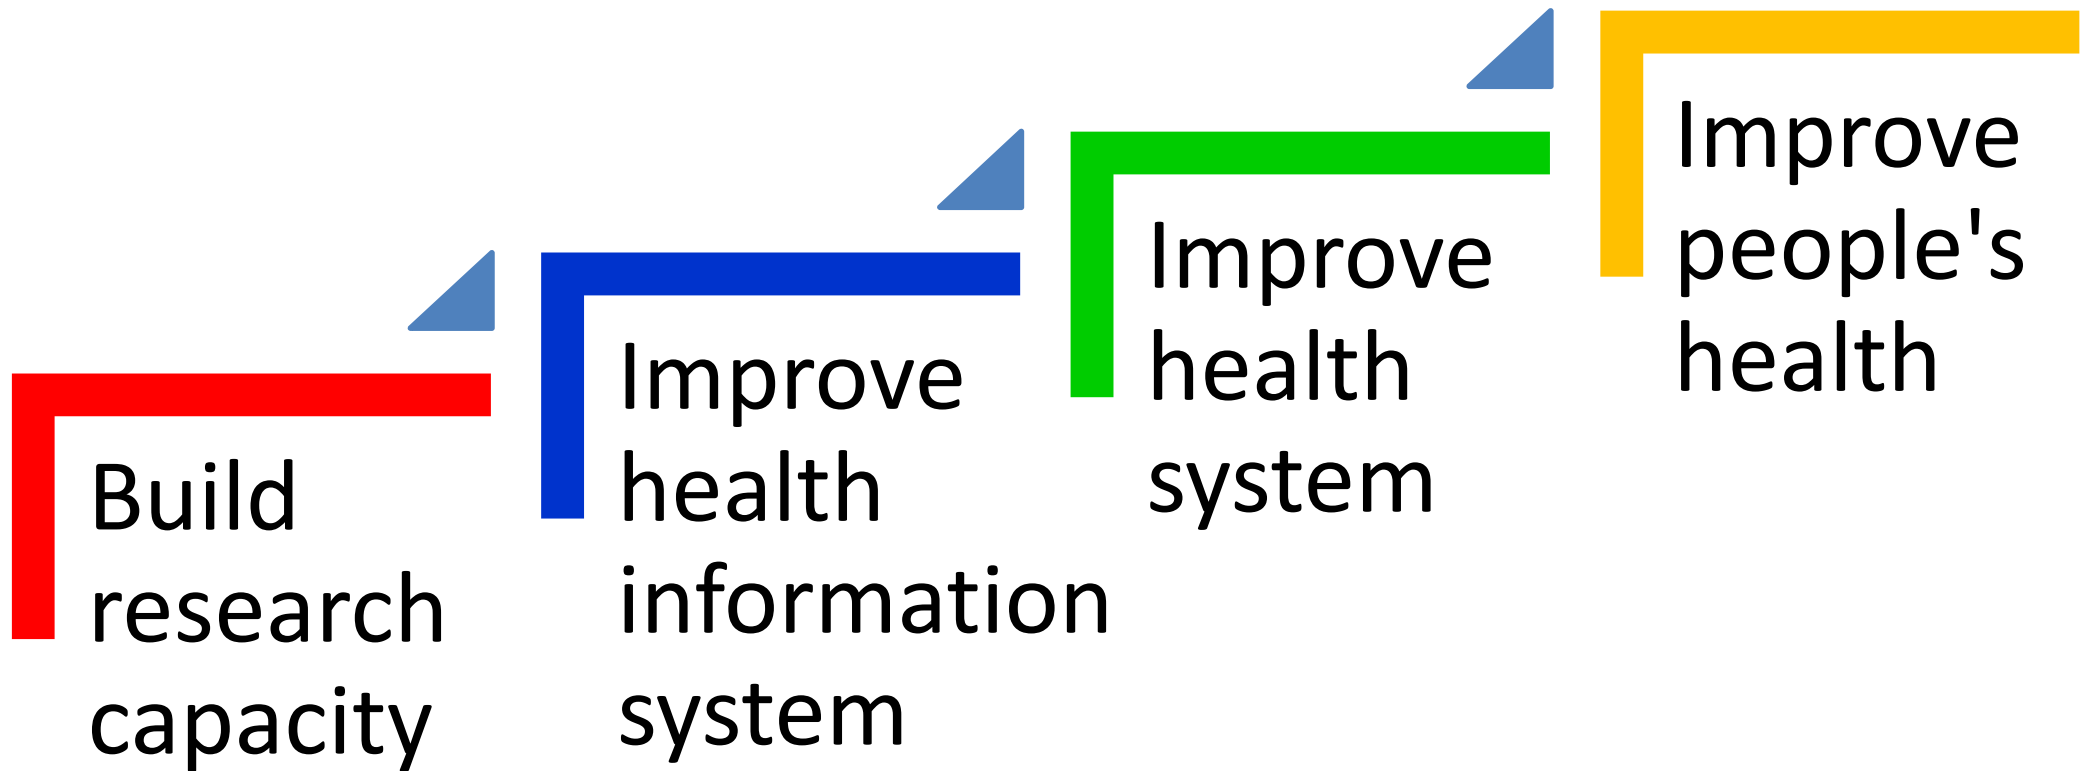 Build
research
capacity
Improve
health
information
system
Improve
health
system
Improve
people's
health